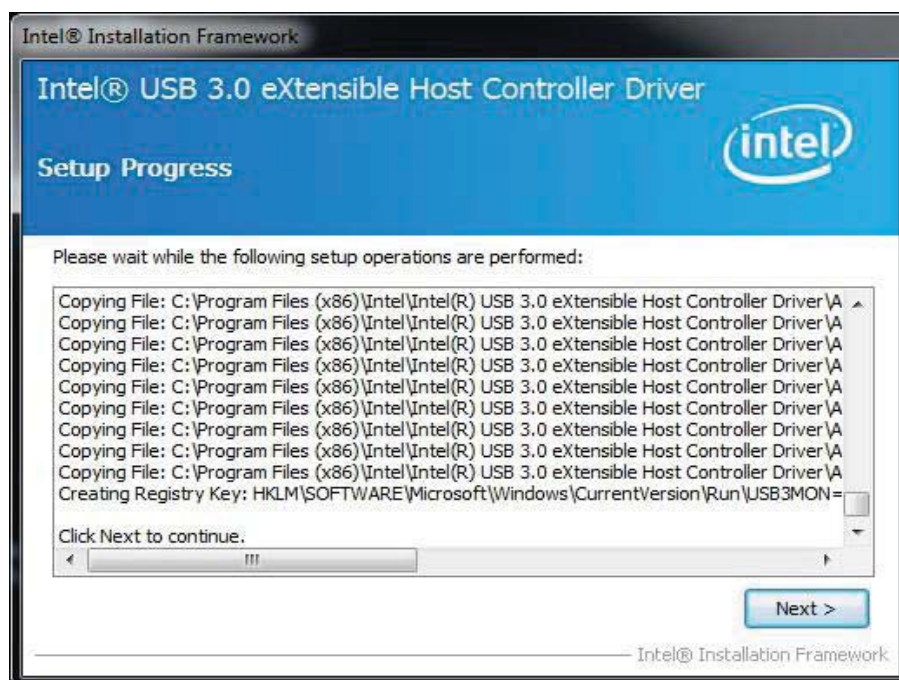 Intel® Installation Framework
Intel® USB 3.0 eXtensible Host Controller Driver
intel
Setup Progress
Please wait while the following setup operations are performed:
Copying File: C:\Program Files (x86)\Intel\Intel(R) USB 3.0 eXtensible Host Controller Driver\A
Copying File: C:\Program Files (x86)\Intel\Intel(R) USB 3.0 eXtensible Host Controller Driver\A
Copying File: C:\Program Files (x86)\Intel\Intel(R) USB 3.0 eXtensible Host Controller Driver\A
Copying File: C:\Program Files (x86)\Intel\Intel(R) USB 3.0 eXtensible Host Controller Driver\A
Copying File: C:\Program Files (x86)\Intel\Intel(R) USB 3.0 eXtensible Host Controller Driver\A
Copying File: C:\Program Files (x86)\Intel\Intel(R) USB 3.0 eXtensible Host Controller Driver\A
Copying File: C:\Program Files (x86)\Intel\Intel(R) USB 3.0 eXtensible Host Controller Driver\A
Copying File: C:\Program Files (x86)\Intel\Intel(R) USB 3.0 eXtensible Host Controller Driver\A
Copying File: C:\Program Files (x86)\Intel\Intel(R) USB 3.0 eXtensible Host Controller Driver\A
Creating Registry Key: HKLM\SOFTWARE\Microsoft\Windows\CurrentVersion\Run\USB3MON=
Click Next to continue.
Next >
Intel® Installation Framework